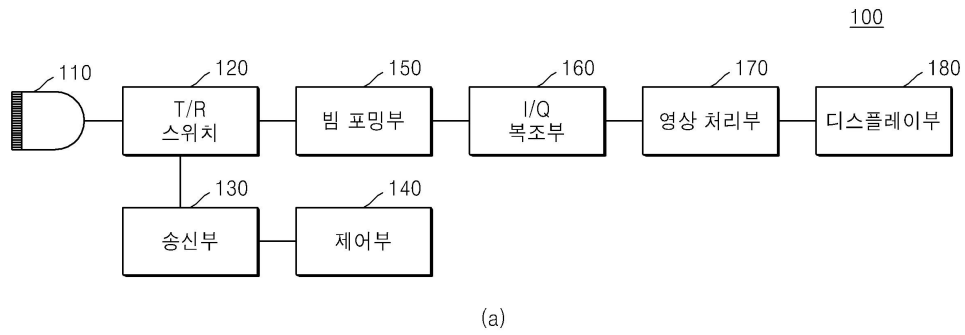 100
110
120
150
160
170
180
T/R
스위치
빔 포밍부
I/Q
복조부
영상 처리부
디스플레이부
130
140
송신부
제어부
(a)